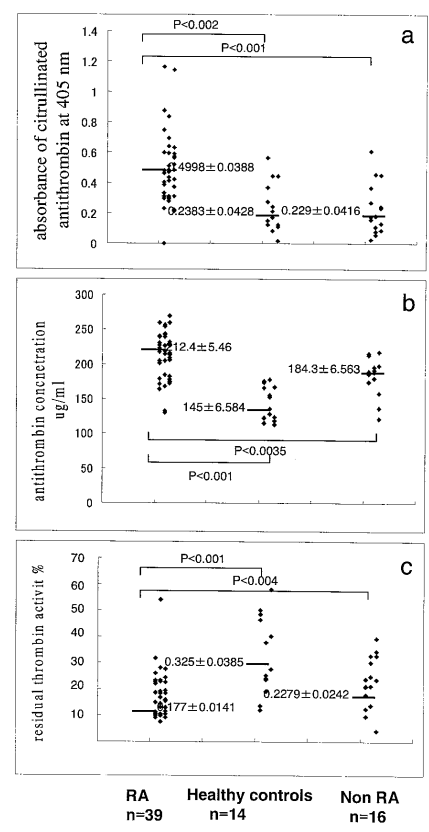 a
P<0.002
P<0.001
absorbance of citrullinated
antithrombin at 405 nm
1.4
1.2
1
0.8
0.6
0.4
0.2
0
4998±0.0388
0.2383±0.0428
0.229±0.0416
b
antithrombin concuetration
ug/ml
300
250
200
150
100
50
0
12.4±5.46
145±6.584
184.3±6.563
P<0.0035
P<0.001
c
P<0.001
P<0.004
residual thrombin activit %
70
60
50
40
30
20
10
0.325±0.0385
177±0.0141
0.2279±0.0242
RA Healthy controls Non RA
n=39 n=14 n=16